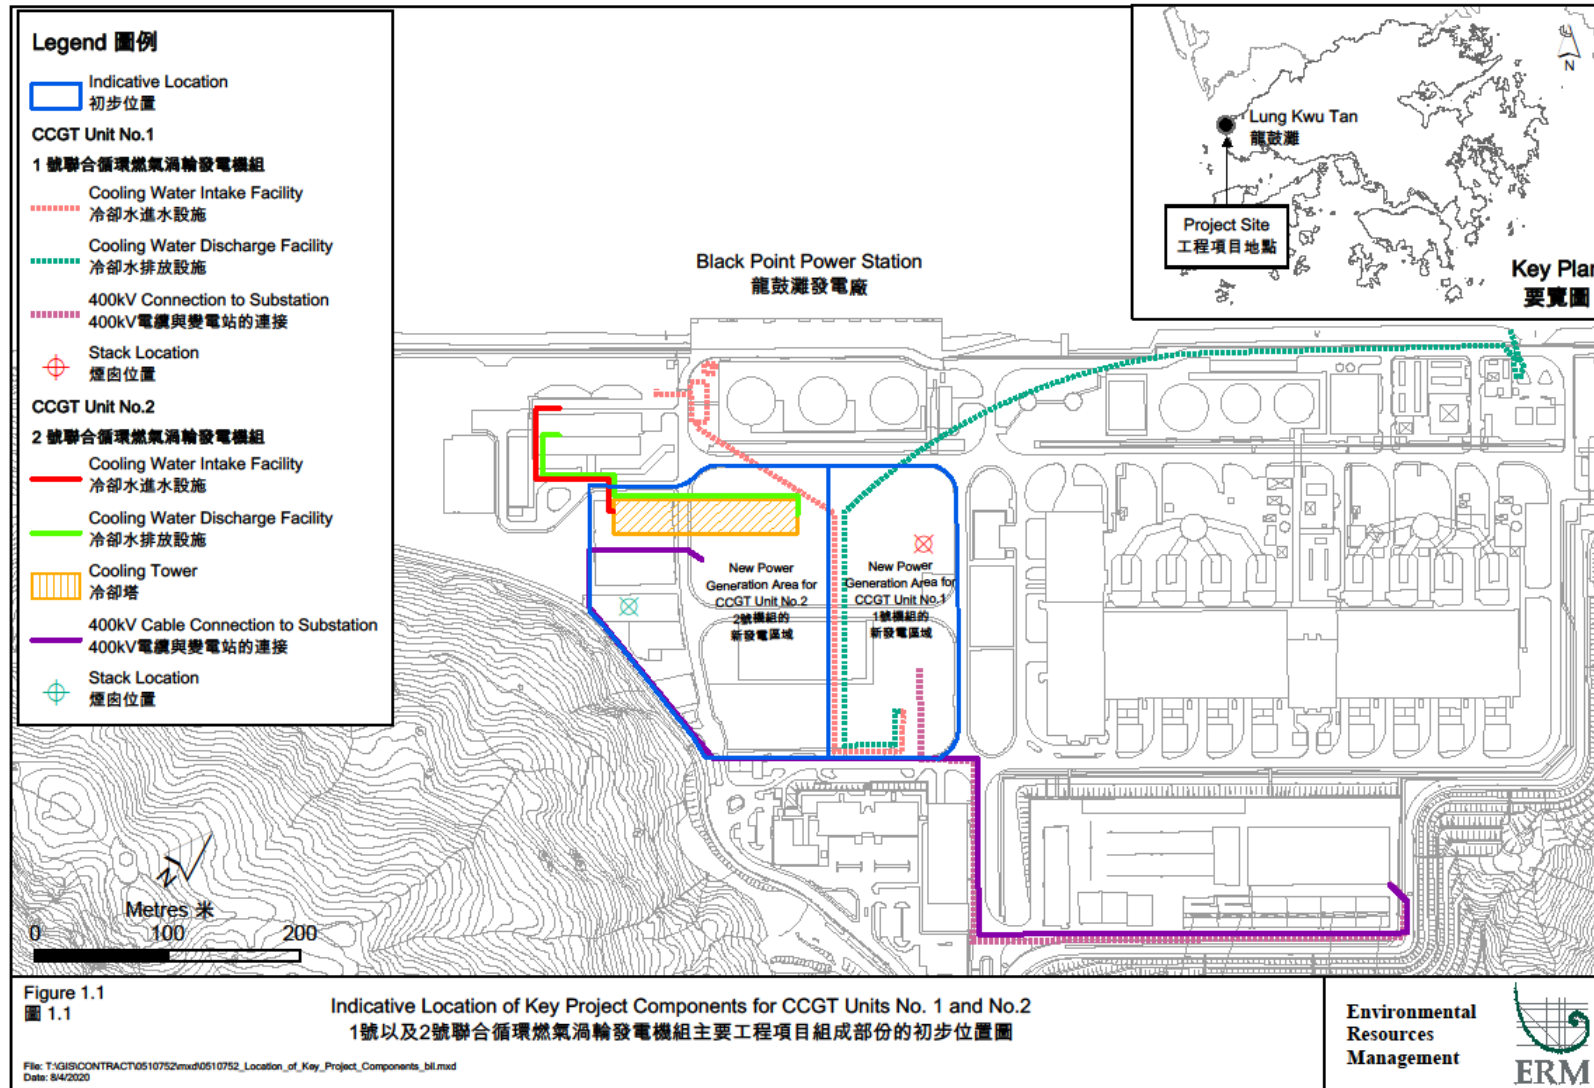 Legend 圖例
Indicative Location
初步位置
CCGT Unit No.1
1 號聯合循環燃氣渦輪發電機組
Cooling Water Intake Facility
冷卻水進水設施
Cooling Water Discharge Facility
冷卻水排放設施
400kV Connection to Substation
400kV電纜與變電站的連接
Stack Location
煙囪位置
CCGT Unit No.2
2 號聯合循環燃氣渦輪發電機組
Cooling Water Intake Facility
冷卻水進水設施
Cooling Water Discharge Facility
冷卻水排放設施
Cooling Tower
冷卻塔
400kV Cable Connection to Substation
400kV電纜與變電站的連接
Stack Location
煙囪位置
N
Lung Kwu Tan
龍鼓灘
Project Site
工程項目地點
Key Plan
要覽圖
Black Point Power Station
龍鼓灘發電廠
New Power
Generation Area for
CCGT Unit No.2
2號機組的
新發電區域
New Power
Generation Area for
CCGT Unit No.1
1號機組的
新發電區域
N
Metres 米
0 100 200
Figure 1.1
圖 1.1
Indicative Location of Key Project Components for CCGT Units No. 1 and No.2
1號以及2號聯合循環燃氣渦輪發電機組主要工程項目組成部份的初步位置圖
File: T:\GIS\CONTRACT\0510752\mxd\0510752_Location_of_Key_Project_Components_bil.mxd
Date: 8/4/2020
Environmental
Resources
Management
ERM